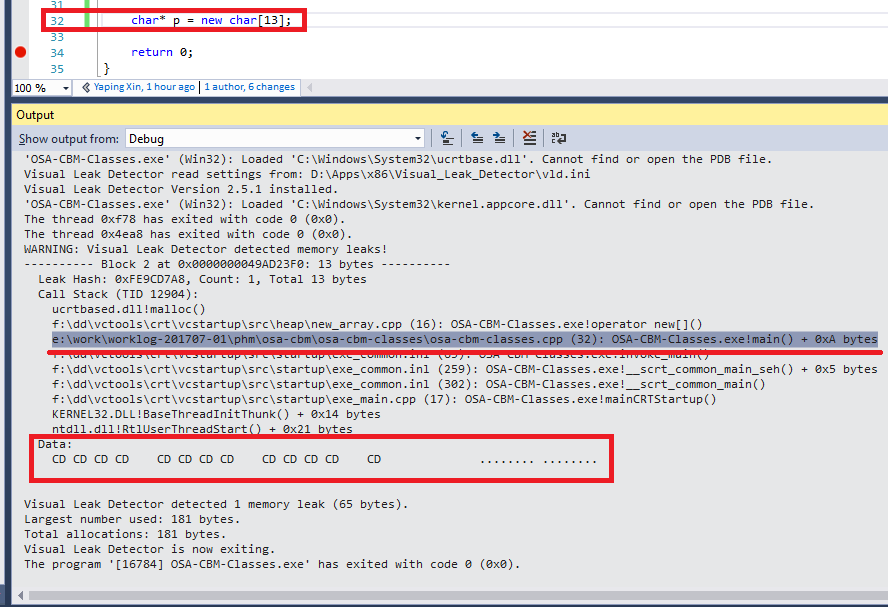 31
32 char* p = new char[13];
33
34 return 0;
35 }
100 % Yaping Xin, 1 hour ago | 1 author, 6 changes
Output
Show output from: Debug
'OSA-CBM-Classes.exe' (Win32): Loaded 'C:\Windows\System32\ucrtbase.dll'. Cannot find or open the PDB file.
Visual Leak Detector read settings from: D:\Apps\x86\Visual_Leak_Detector\vld.ini
Visual Leak Detector Version 2.5.1 installed.
'OSA-CBM-Classes.exe' (Win32): Loaded 'C:\Windows\System32\kernel.appcore.dll'. Cannot find or open the PDB file.
The thread 0xf78 has exited with code 0 (0x0).
The thread 0x4ea8 has exited with code 0 (0x0).
WARNING: Visual Leak Detector detected memory leaks!
---------- Block 2 at 0x0000000049AD23F0: 13 bytes ----------
Leak Hash: 0xFE9CD7A8, Count: 1, Total 13 bytes
Call Stack (TID 12904):
ucrtbased.dll!malloc()
f:\dd\vctools\crt\vcstartup\src\heap\new_array.cpp (16): OSA-CBM-Classes.exe!operator new[]()
e:\work\worklog-201707-01\phm\osa-cbm\osa-cbm-classes\osa-cbm-classes.cpp (32): OSA-CBM-Classes.exe!main() + 0xA bytes
f:\dd\vctools\crt\vcstartup\src\startup\exe_common.inl (65): OSA-CBM-Classes.exe!invoke_main()
f:\dd\vctools\crt\vcstartup\src\startup\exe_common.inl (259): OSA-CBM-Classes.exe!__scrt_common_main_seh() + 0x5 bytes
f:\dd\vctools\crt\vcstartup\src\startup\exe_common.inl (302): OSA-CBM-Classes.exe!__scrt_common_main()
f:\dd\vctools\crt\vcstartup\src\startup\exe_main.cpp (17): OSA-CBM-Classes.exe!mainCRTStartup()
KERNEL32.DLL!BaseThreadInitThunk() + 0x14 bytes
ntdll.dll!RtlUserThreadStart() + 0x21 bytes
Data:
CD CD CD CD CD CD CD CD CD CD CD CD CD ........ ........
Visual Leak Detector detected 1 memory leak (65 bytes).
Largest number used: 181 bytes.
Total allocations: 181 bytes.
Visual Leak Detector is now exiting.
The program '[16784] OSA-CBM-Classes.exe' has exited with code 0 (0x0).